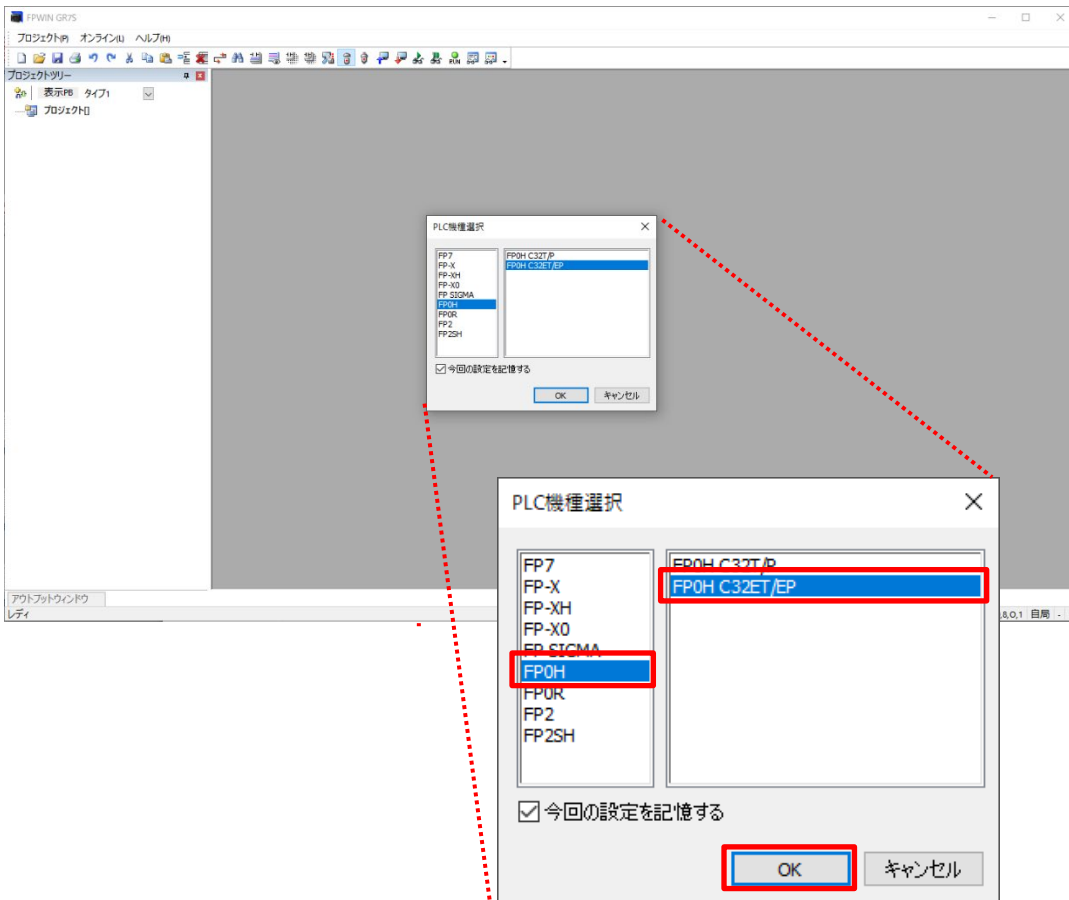 FPWIN GR7S
プロジェクト(P) オンライン(L) ヘルプ(H)
プロジェクトツリー
表示PB タイプ1
プロジェクト[]
PLC機種選択
FP7
FP-X
FP-XH
FP-X0
FP SIGMA
FP0H
FP0R
FP2
FP2SH
FP0H C32T/P
FP0H C32ET/EP
今回の設定を記憶する
OK キャンセル
アウトプットウィンドウ
レディ
,8,O,1 自局 -
PLC機種選択
FP7
FP-X
FP-XH
FP-X0
FP SIGMA
FP0H
FP0R
FP2
FP2SH
FP0H C32T/P
FP0H C32ET/EP
今回の設定を記憶する
OK キャンセル